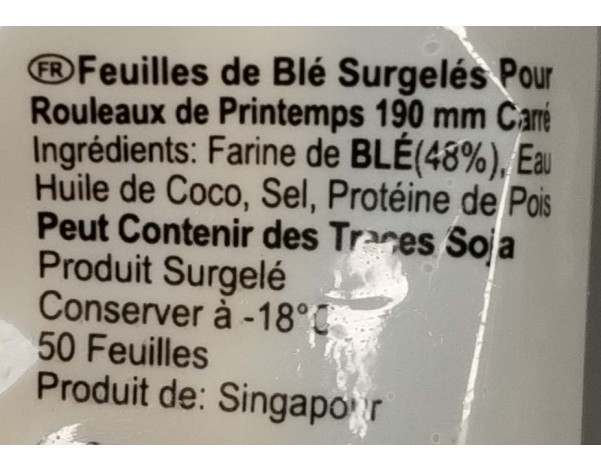 FR Feuilles de Blé Surgelés Pour
Rouleaux de Printemps 190 mm Carré
Ingrédients: Farine de BLÉ(48%), Eau
Huile de Coco, Sel, Protéine de Pois
Peut Contenir des Traces Soja
Produit Surgelé
Conserver à -18°C
50 Feuilles
Produit de: Singapour